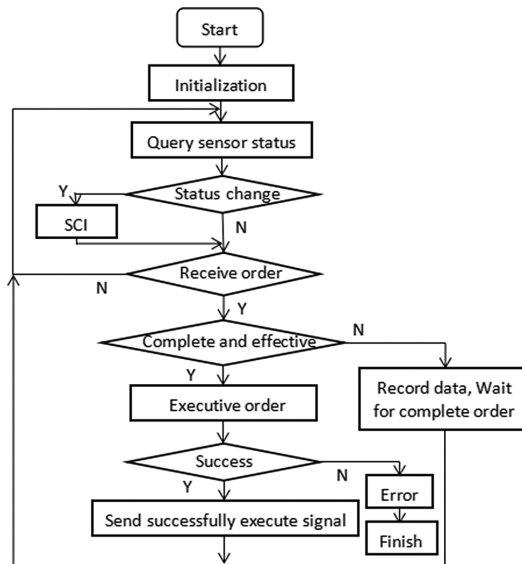 Start
Initialization
Query sensor status
Status change
Y
SCI
N
Receive order
N
Y
Complete and effective
N
Y
Executive order
Record data, Wait
for complete order
Success
N
Y
Error
Send successfully execute signal
Finish